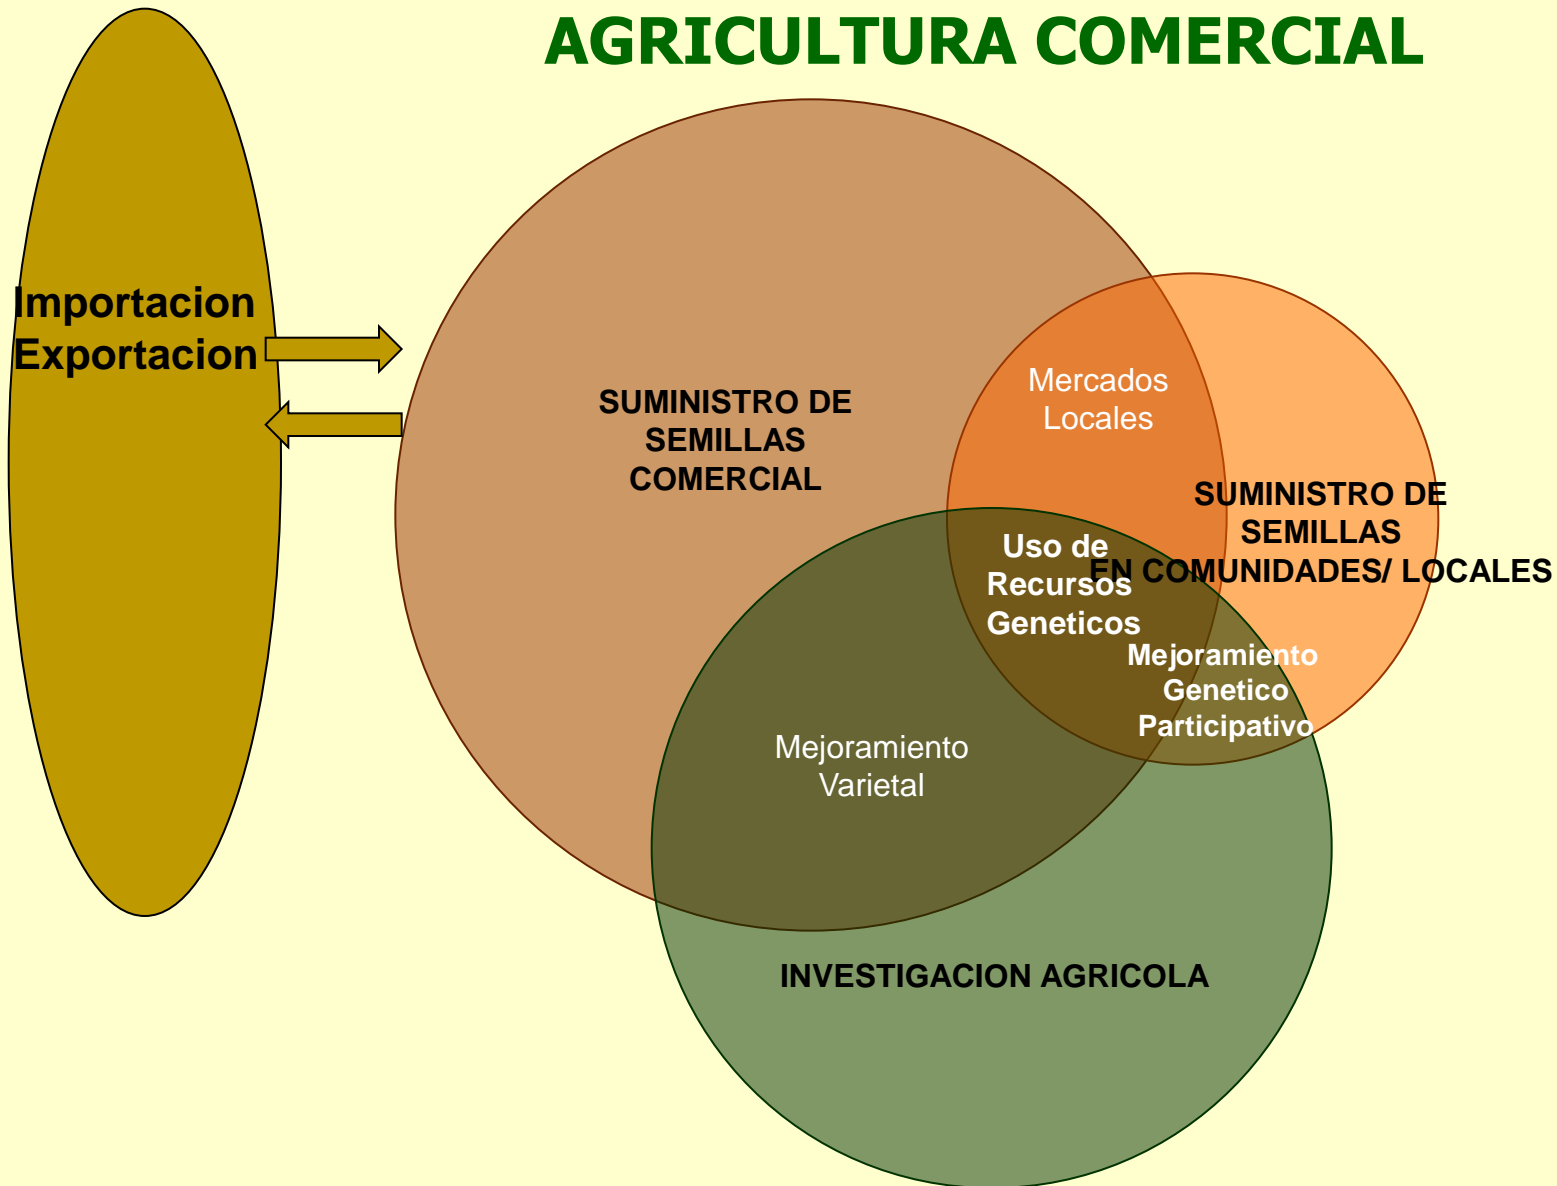 AGRICULTURA COMERCIAL
Importacion
Exportacion
SUMINISTRO DE
SEMILLAS
COMERCIAL
Mercados
Locales
SUMINISTRO DE
SEMILLAS
EN COMUNIDADES/ LOCALES
Uso de
Recursos
Geneticos
Mejoramiento
Genetico
Participativo
Mejoramiento
Varietal
INVESTIGACION AGRICOLA